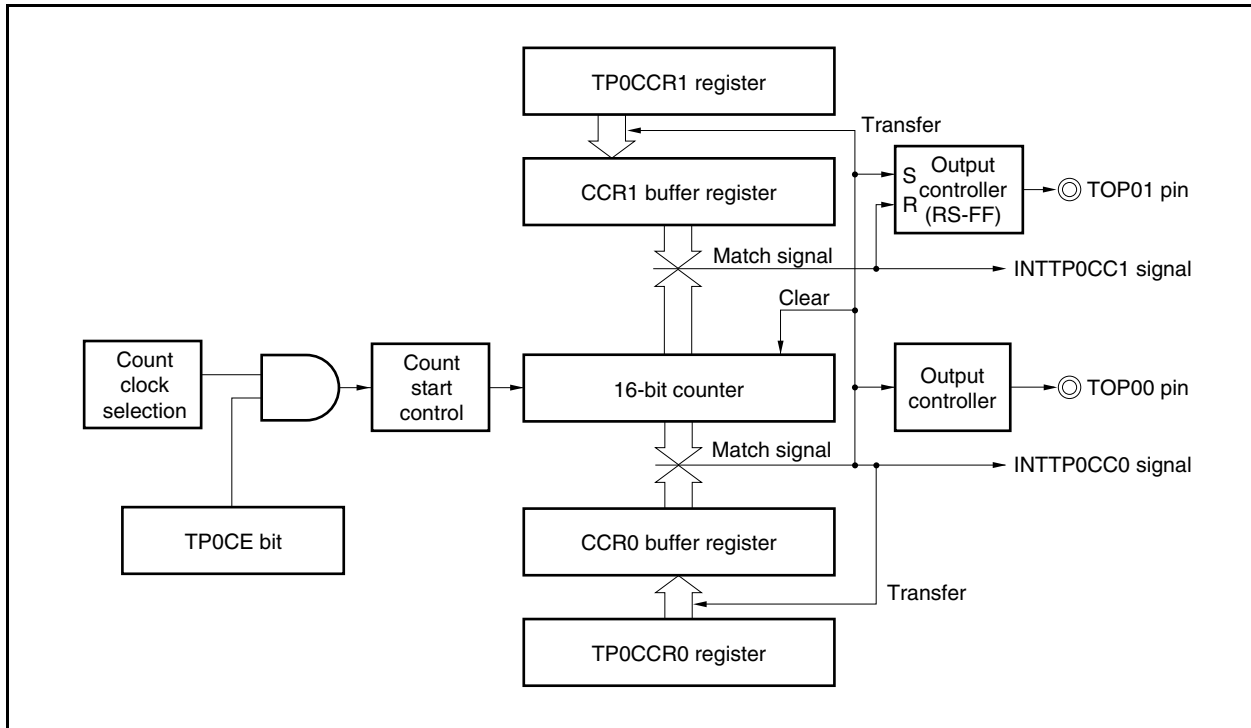 TP0CCR1 register
Transfer
CCR1 buffer register
S
R
Output
controller
(RS-FF)
TOP01 pin
Match signal
INTTP0CC1 signal
Clear
Count
clock
selection
Count
start
control
16-bit counter
Output
controller
TOP00 pin
Match signal
INTTP0CC0 signal
TP0CE bit
CCR0 buffer register
Transfer
TP0CCR0 register